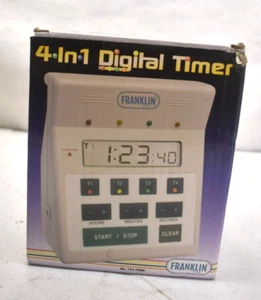 4-In-1 Digital Timer
FRANKLIN
T1
1:23:40
T1 T2 T3 T4
- + - + - +
HOURS MINUTES SECONDS
START / STOP CLEAR
FRANKLIN